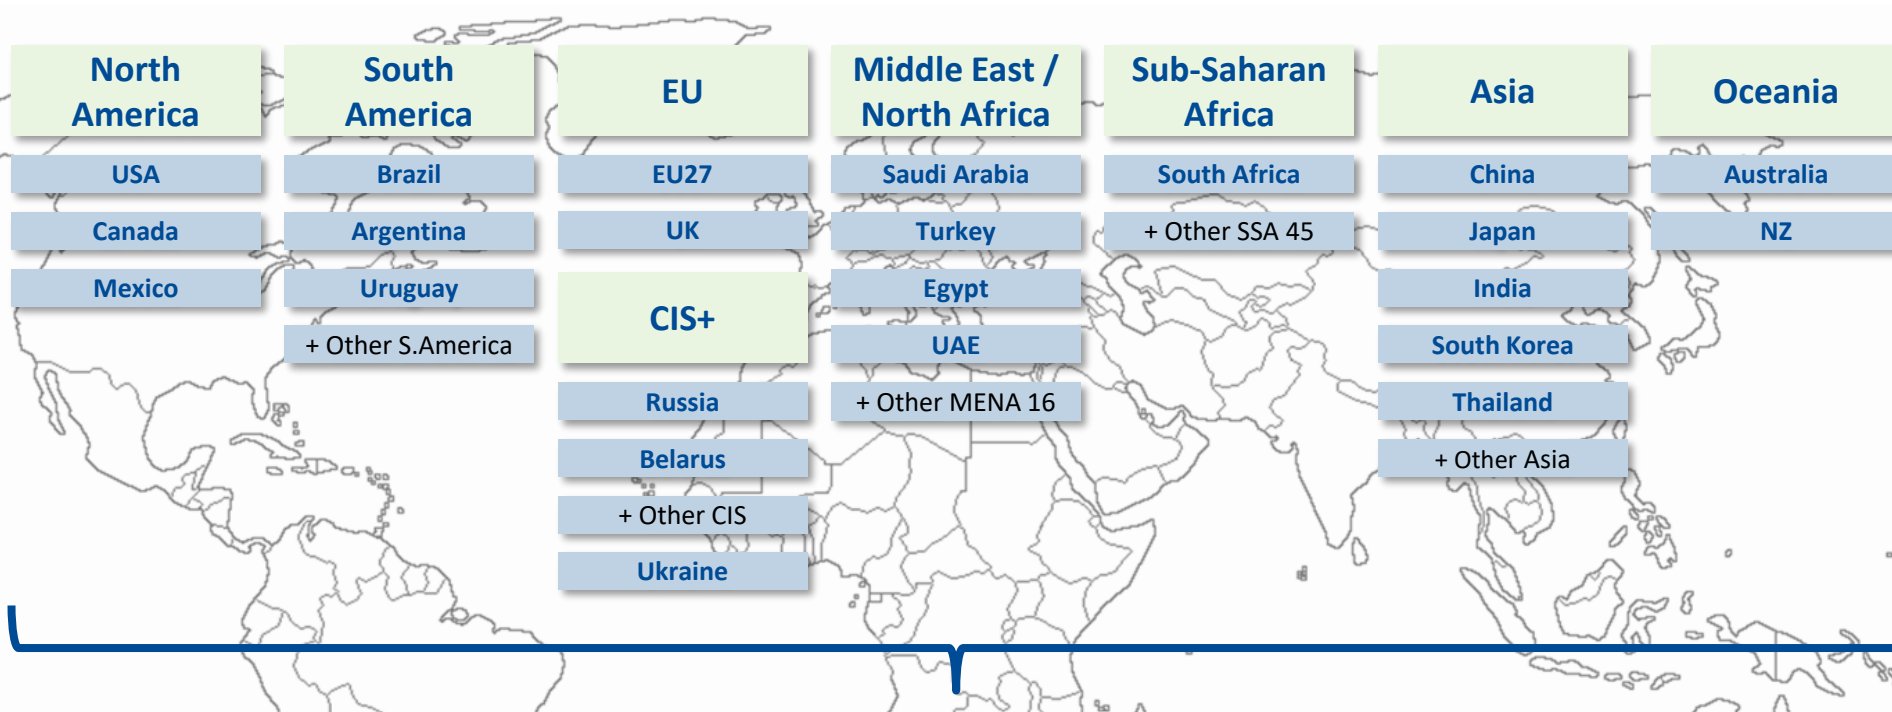 North
America
USA
Canada
Mexico
South
America
Brazil
Argentina
Uruguay
+ Other S.America
EU
EU27
UK
CIS+
Russia
Belarus
+ Other CIS
Ukraine
Middle East /
North Africa
Saudi Arabia
Turkey
Egypt
UAE
+ Other MENA 16
Sub-Saharan
Africa
South Africa
+ Other SSA 45
Asia
China
Japan
India
South Korea
Thailand
+ Other Asia
Oceania
Australia
NZ